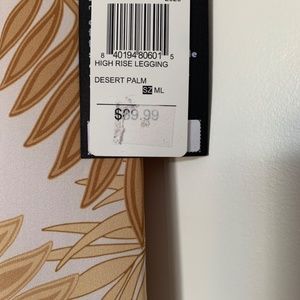 8 40194 80601 5
HIGH RISE LEGGING
DESERT PALM
SZ ML
$89.99